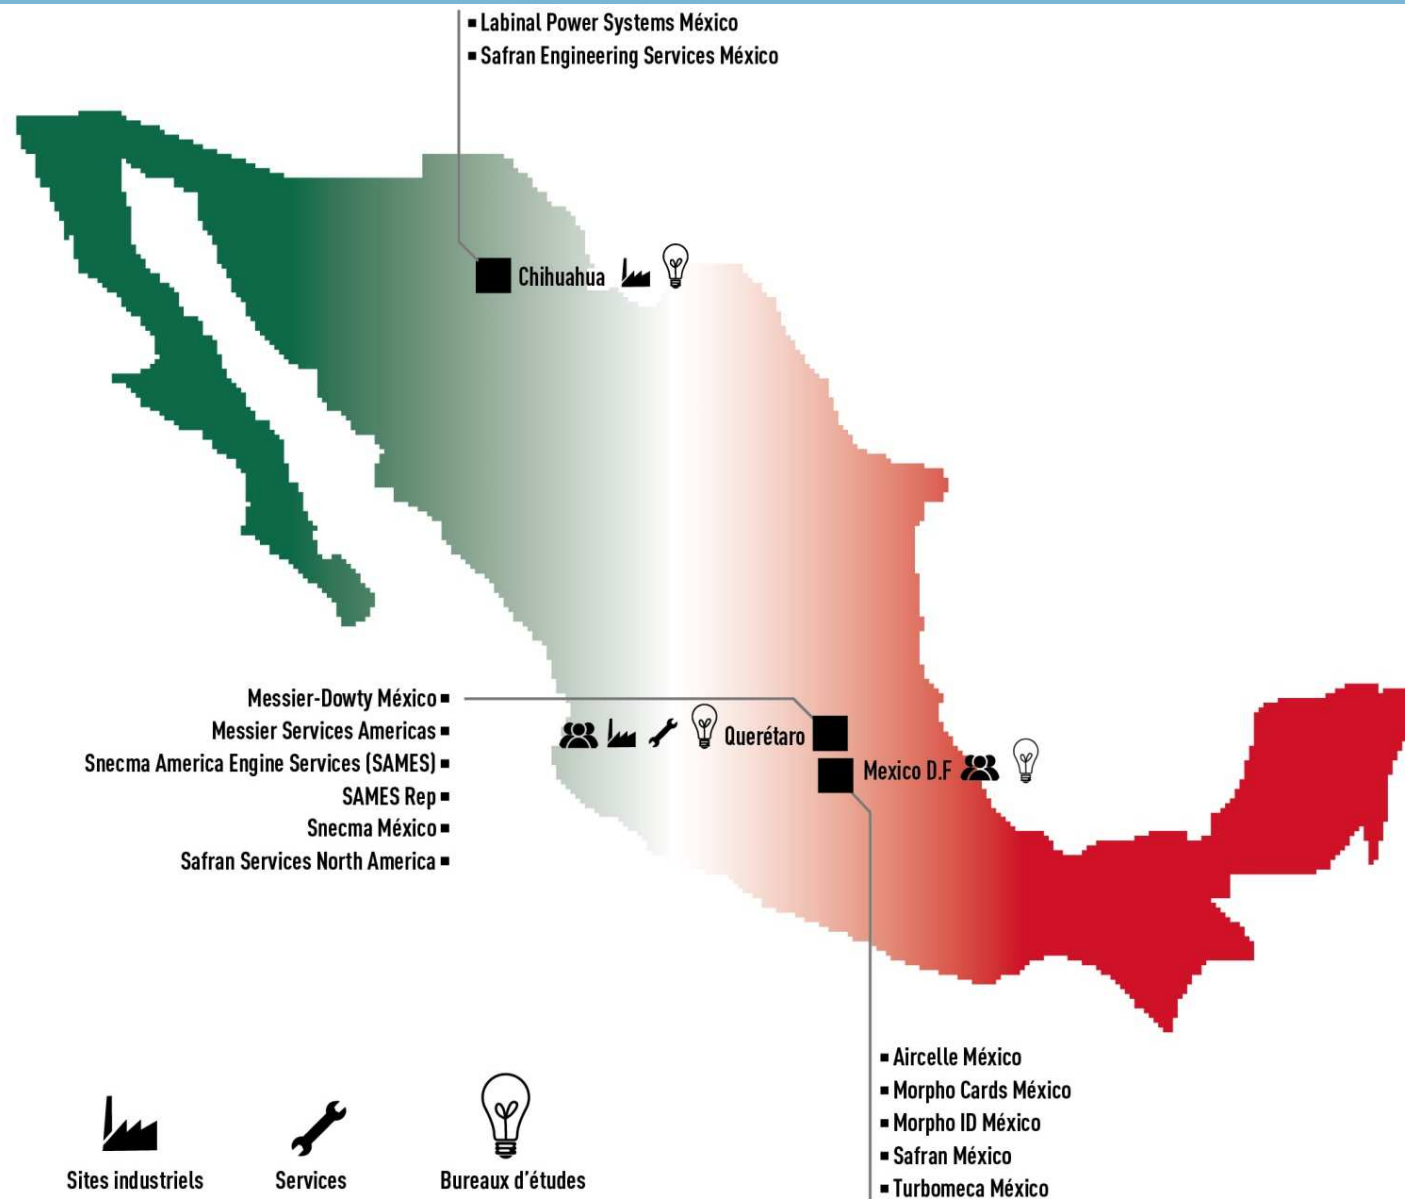 ▪ Labinal Power Systems México
▪ Safran Engineering Services México
Chihuahua
Messier-Dowty México ▪
Messier Services Americas ▪
Snecma America Engine Services (SAMES) ▪
SAMES Rep ▪
Snecma México ▪
Safran Services North America ▪
Querétaro
Mexico D.F
▪ Aircelle México
▪ Morpho Cards México
▪ Morpho ID México
▪ Safran México
▪ Turbomeca México
Sites industriels
Services
Bureaux d'études